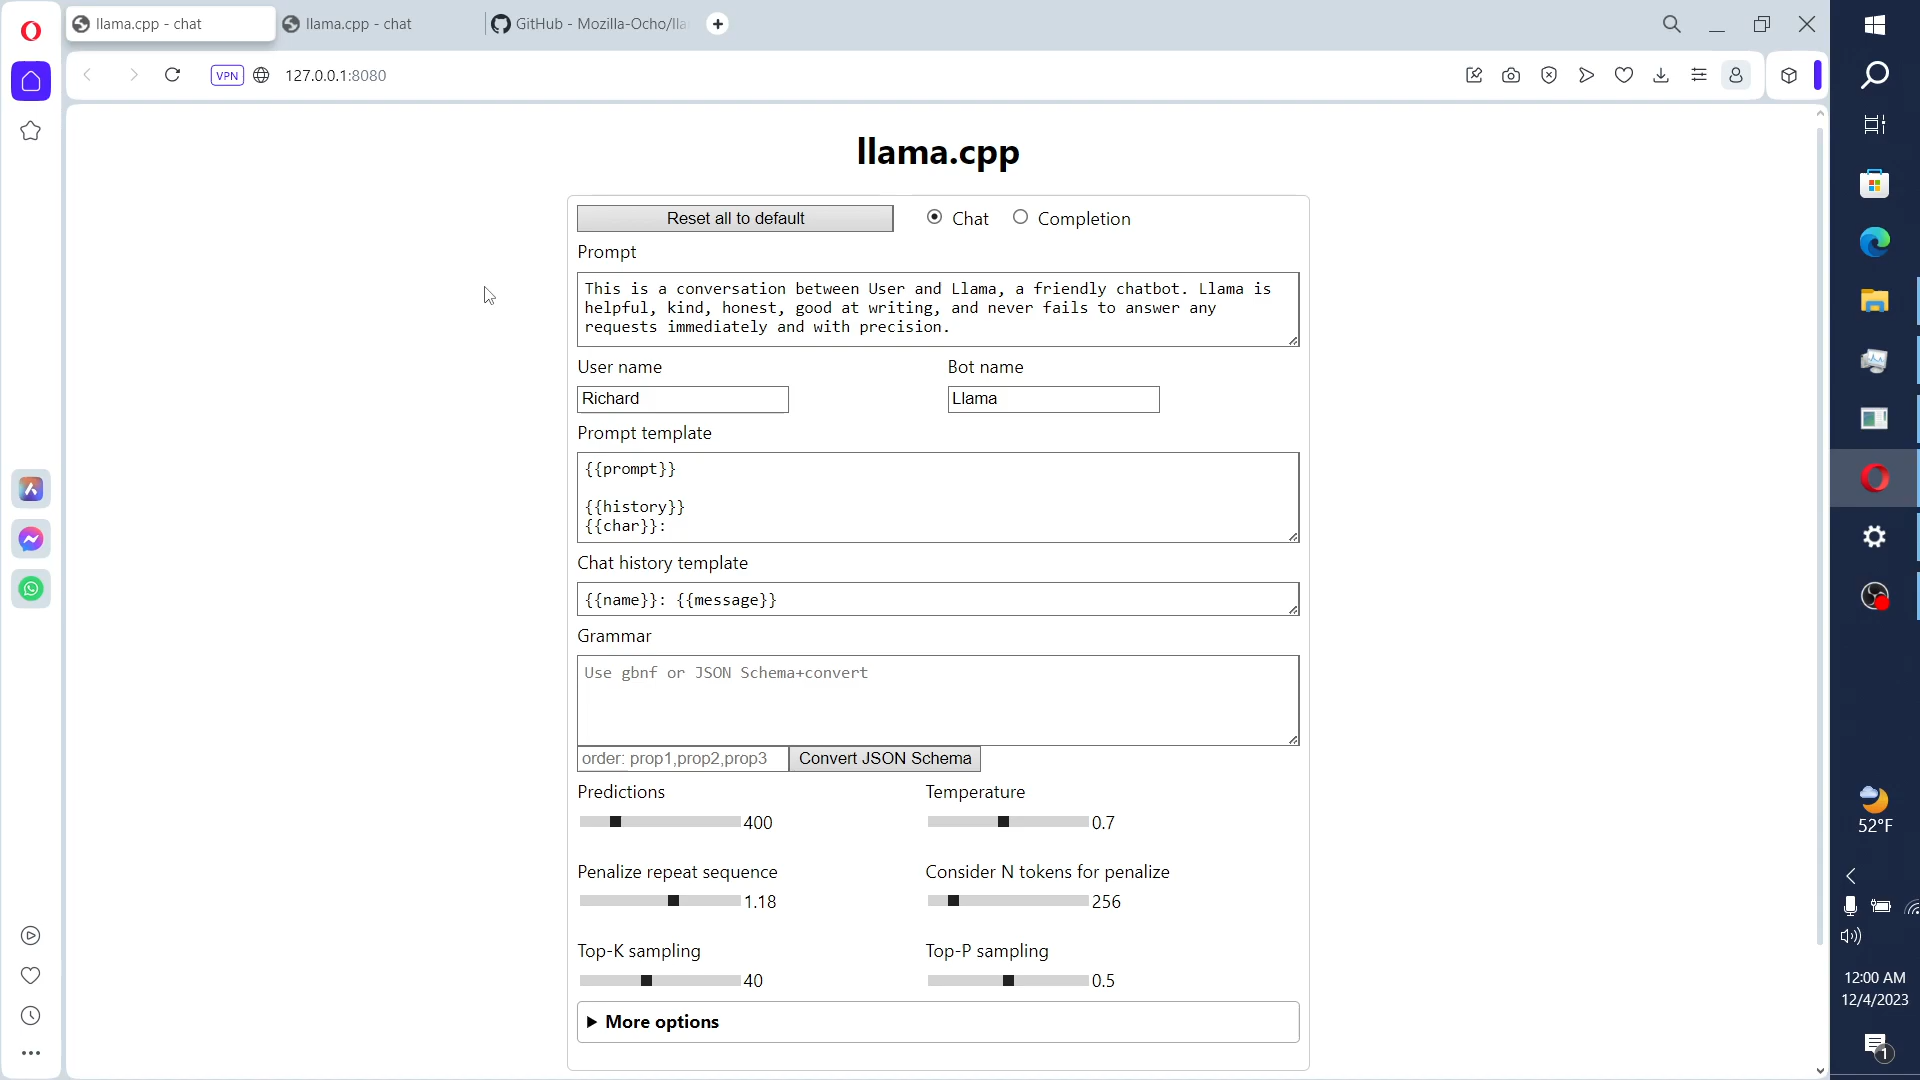 llama.cpp - chat
llama.cpp - chat
GitHub - Mozilla-Ocho/lla
VPN
127.0.0.1:8080
llama.cpp
Reset all to default
Chat
Completion
Prompt
This is a conversation between User and Llama, a friendly chatbot. Llama is
helpful, kind, honest, good at writing, and never fails to answer any
requests immediately and with precision.
User name
Bot name
Richard
Llama
Prompt template
{{prompt}}
{{history}}
{{char}}:
Chat history template
{{name}}: {{message}}
Grammar
Use gbnf or JSON Schema+convert
order: prop1,prop2,prop3
Convert JSON Schema
Predictions
Temperature
400
0.7
Penalize repeat sequence
Consider N tokens for penalize
1.18
256
Top-K sampling
Top-P sampling
40
0.5
More options
52°F
12:00 AM
12/4/2023
1